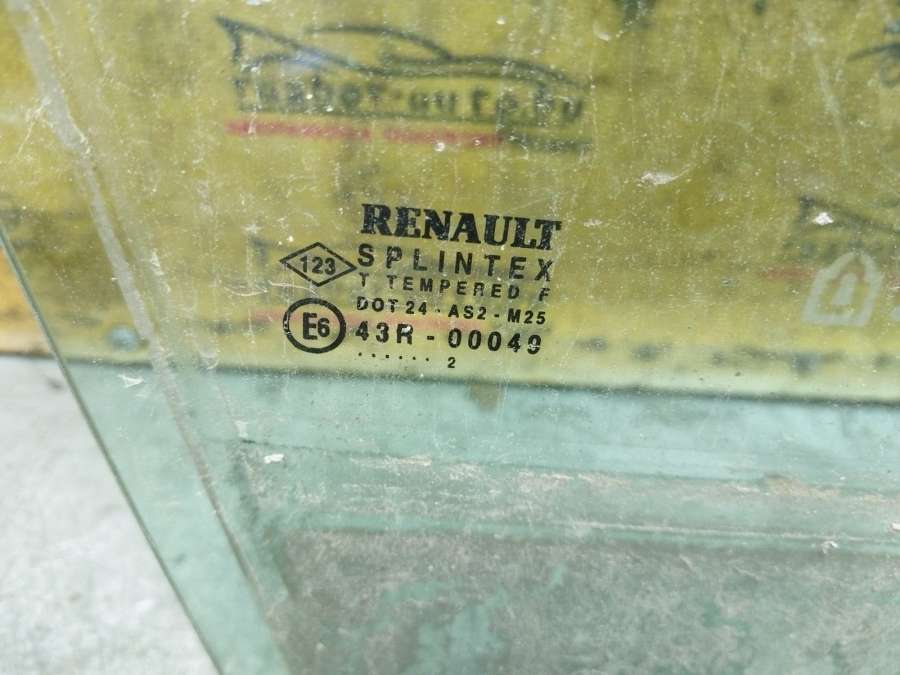 RENAULT
123
SPLINTEX
T TEMPERED F
DOT 24 - AS2 - M25
E6
43R - 00049
...... 2